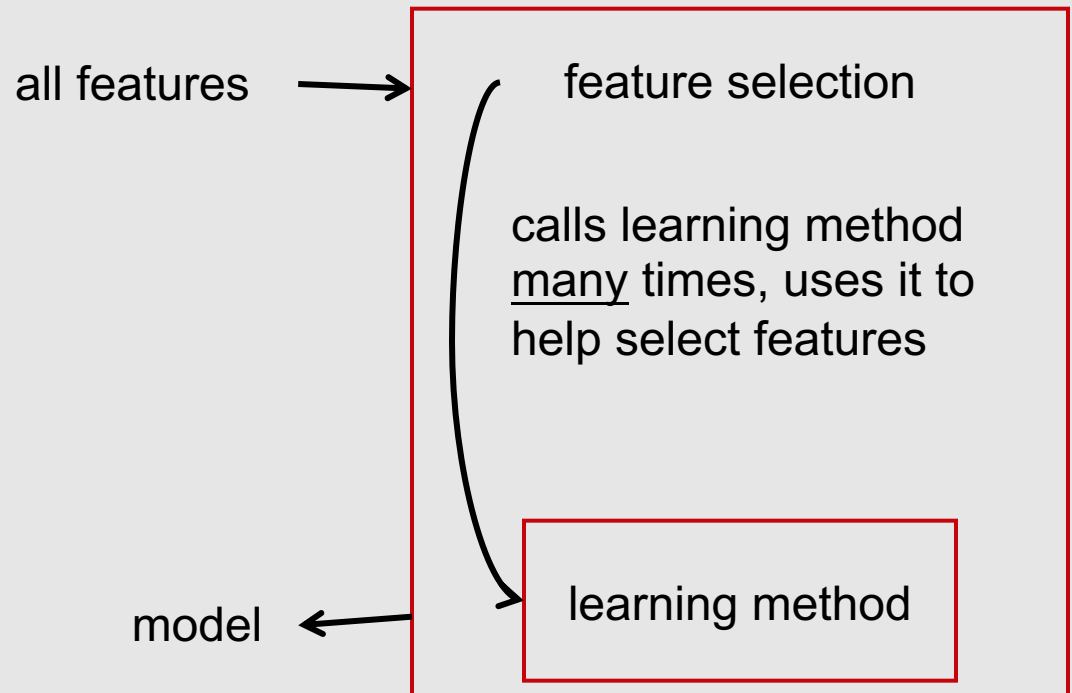 all features
feature selection
calls learning method
many times, uses it to
help select features
learning method
model